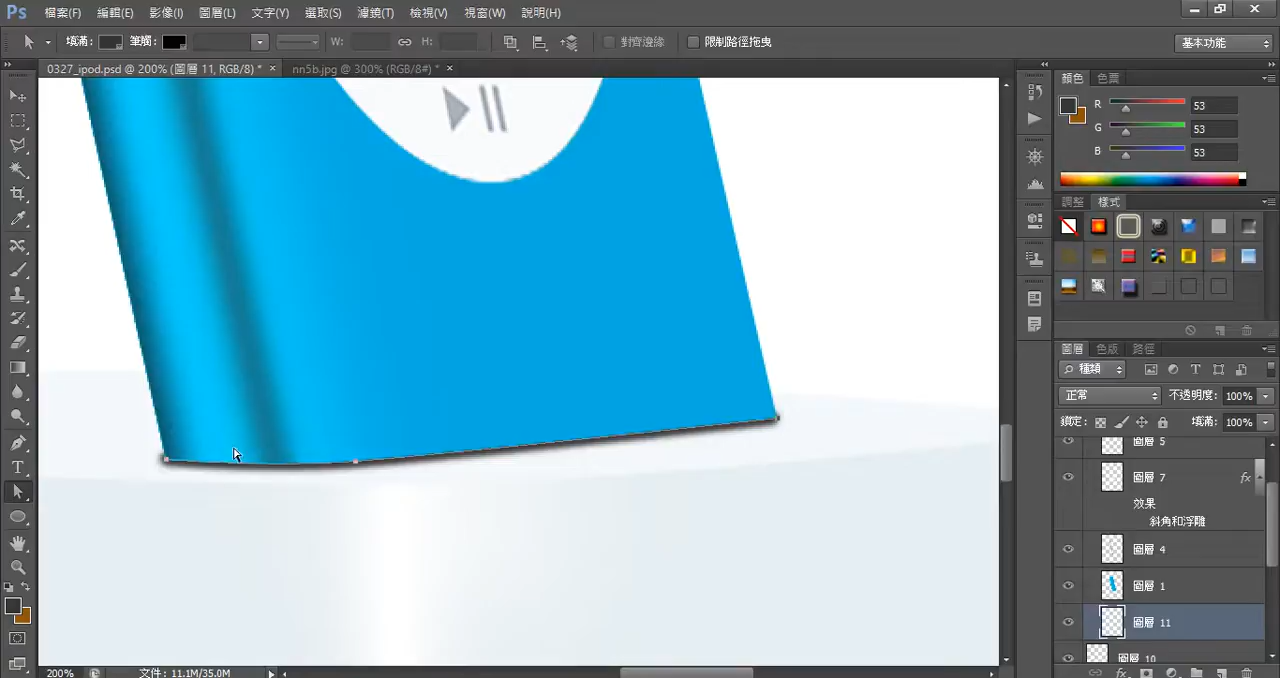 Ps 檔案(F) 編輯(E) 影像(I) 圖層(L) 文字(Y) 選取(S) 濾鏡(T) 檢視(V) 視窗(W) 說明(H)
填滿: 筆觸: W: H: 對齊邊緣 限制路徑拖曳 基本功能
0327_ipod.psd @ 200% (圖層 11, RGB/8) * × nn5b.jpg @ 300% (RGB/8#) * ×
顏色 色票
R 53
G 53
B 53
調整 樣式
圖層 色版 路徑
種類 T
正常 不透明度: 100%
鎖定: 填滿: 100%
圖層 5
圖層 7 fx
效果
斜角和浮雕
圖層 4
圖層 1
圖層 11
圖層 10
200% 文件: 11.1M/35.0M
fx